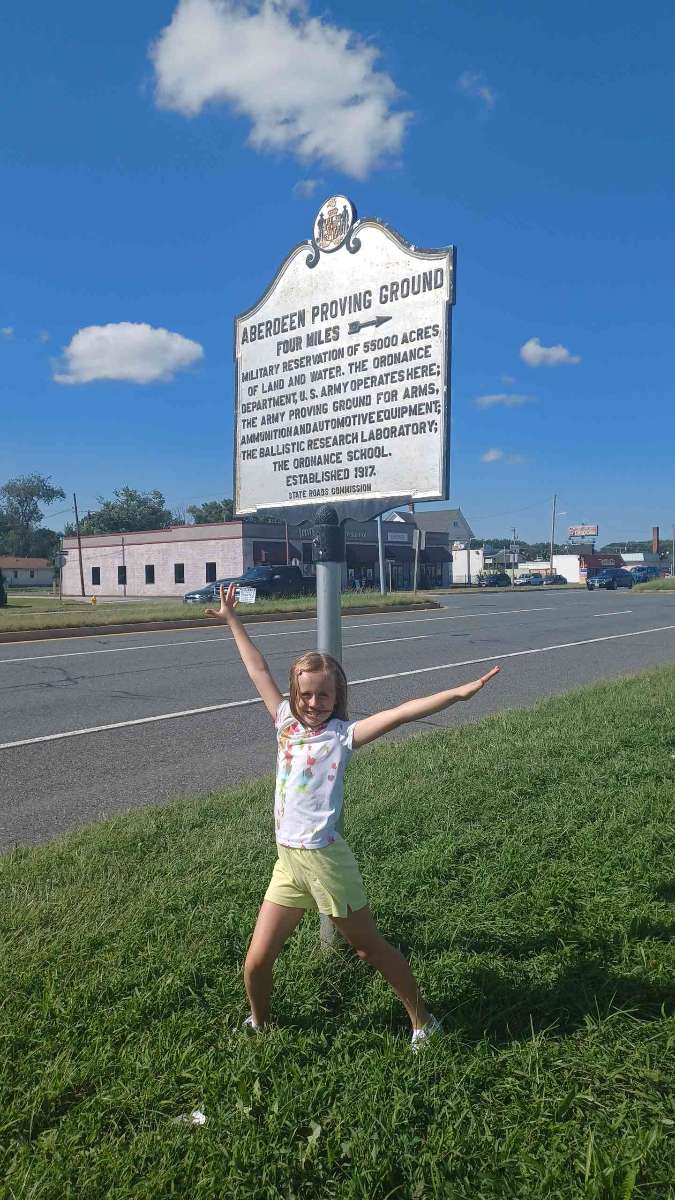 ABERDEEN PROVING GROUND
FOUR MILES
MILITARY RESERVATION OF 55000 ACRES
OF LAND AND WATER. THE ORDNANCE
DEPARTMENT, U.S. ARMY OPERATES HERE;
THE ARMY PROVING GROUND FOR ARMS,
AMMUNITION AND AUTOMOTIVE EQUIPMENT;
THE BALLISTIC RESEARCH LABORATORY;
THE ORDNANCE SCHOOL.
ESTABLISHED 1917.
STATE ROADS COMMISSION